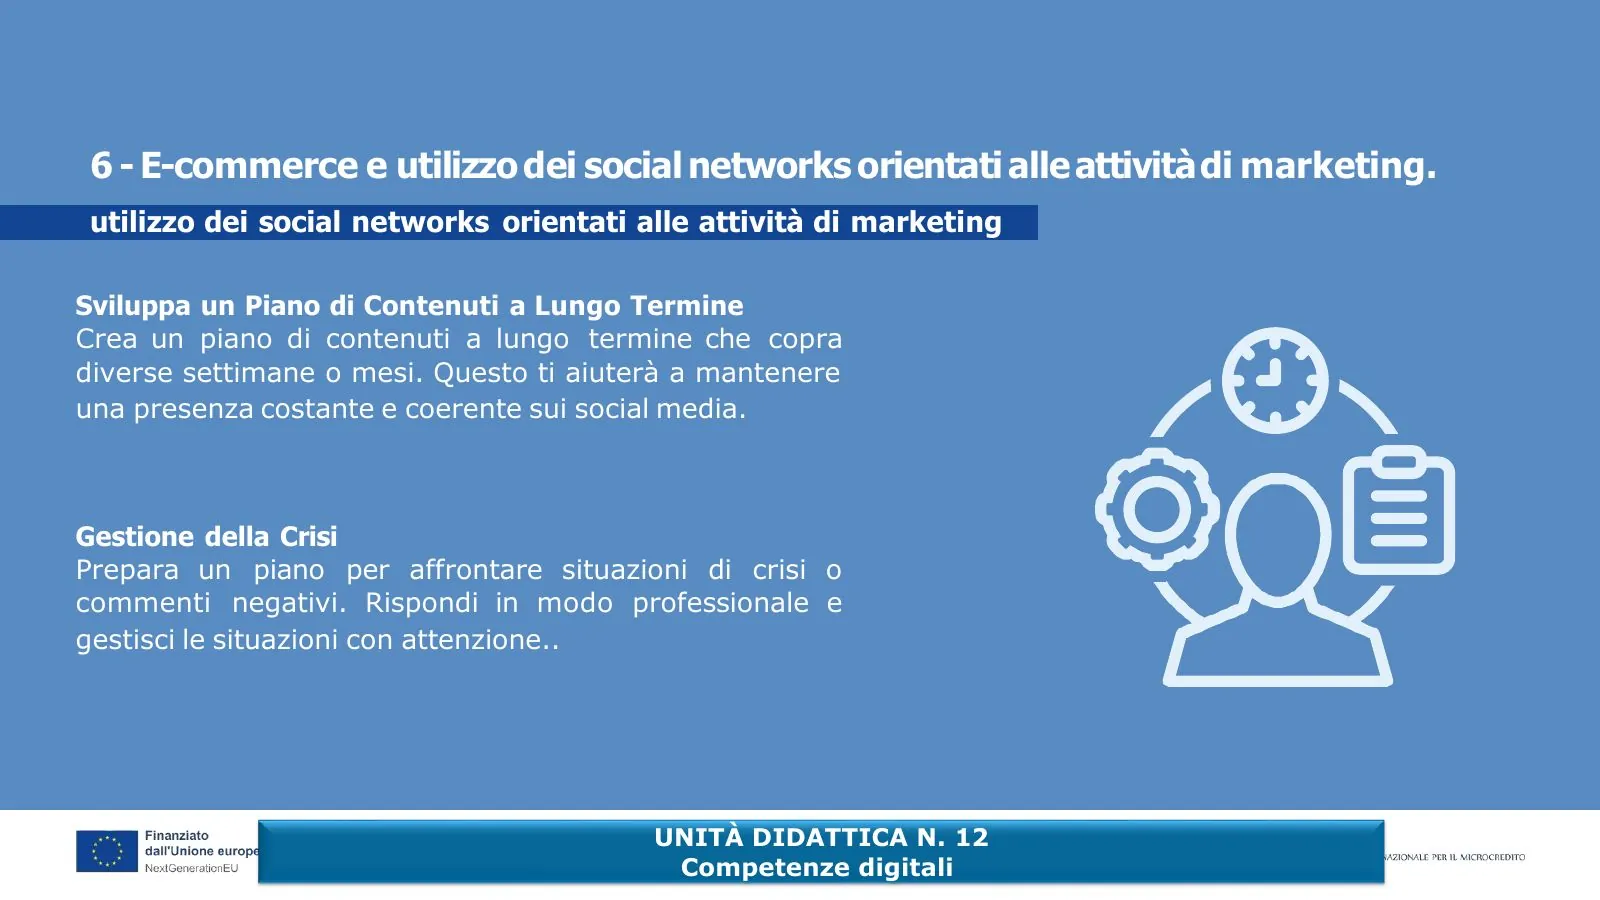 6 - E-commerce e utilizzo dei social networks orientati alle attività di marketing.
utilizzo dei social networks orientati alle attività di marketing
Sviluppa un Piano di Contenuti a Lungo Termine
Crea un piano di contenuti a lungo termine che copra
diverse settimane o mesi. Questo ti aiuterà a mantenere
una presenza costante e coerente sui social media.
Gestione della Crisi
Prepara un piano per affrontare situazioni di crisi o
commenti negativi. Rispondi in modo professionale e
gestisci le situazioni con attenzione..
Finanziato
dall'Unione europe
NextGenerationEU
UNITÀ DIDATTICA N. 12
Competenze digitali
AZIONALE PER IL MICROCREDITO